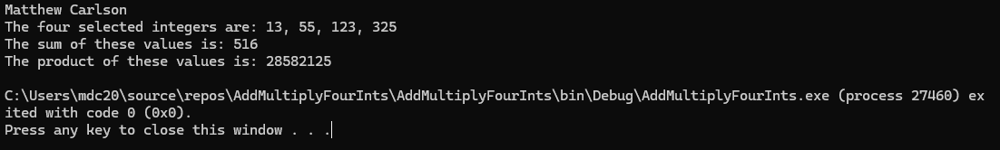 Matthew Carlson
The four selected integers are: 13, 55, 123, 325
The sum of these values is: 516
The product of these values is: 28582125
C:\Users\mdc20\source\repos\AddMultiplyFourInts\AddMultiplyFourInts\bin\Debug\AddMultiplyFourInts.exe (process 27460) ex
ited with code 0 (0x0).
Press any key to close this window . . .